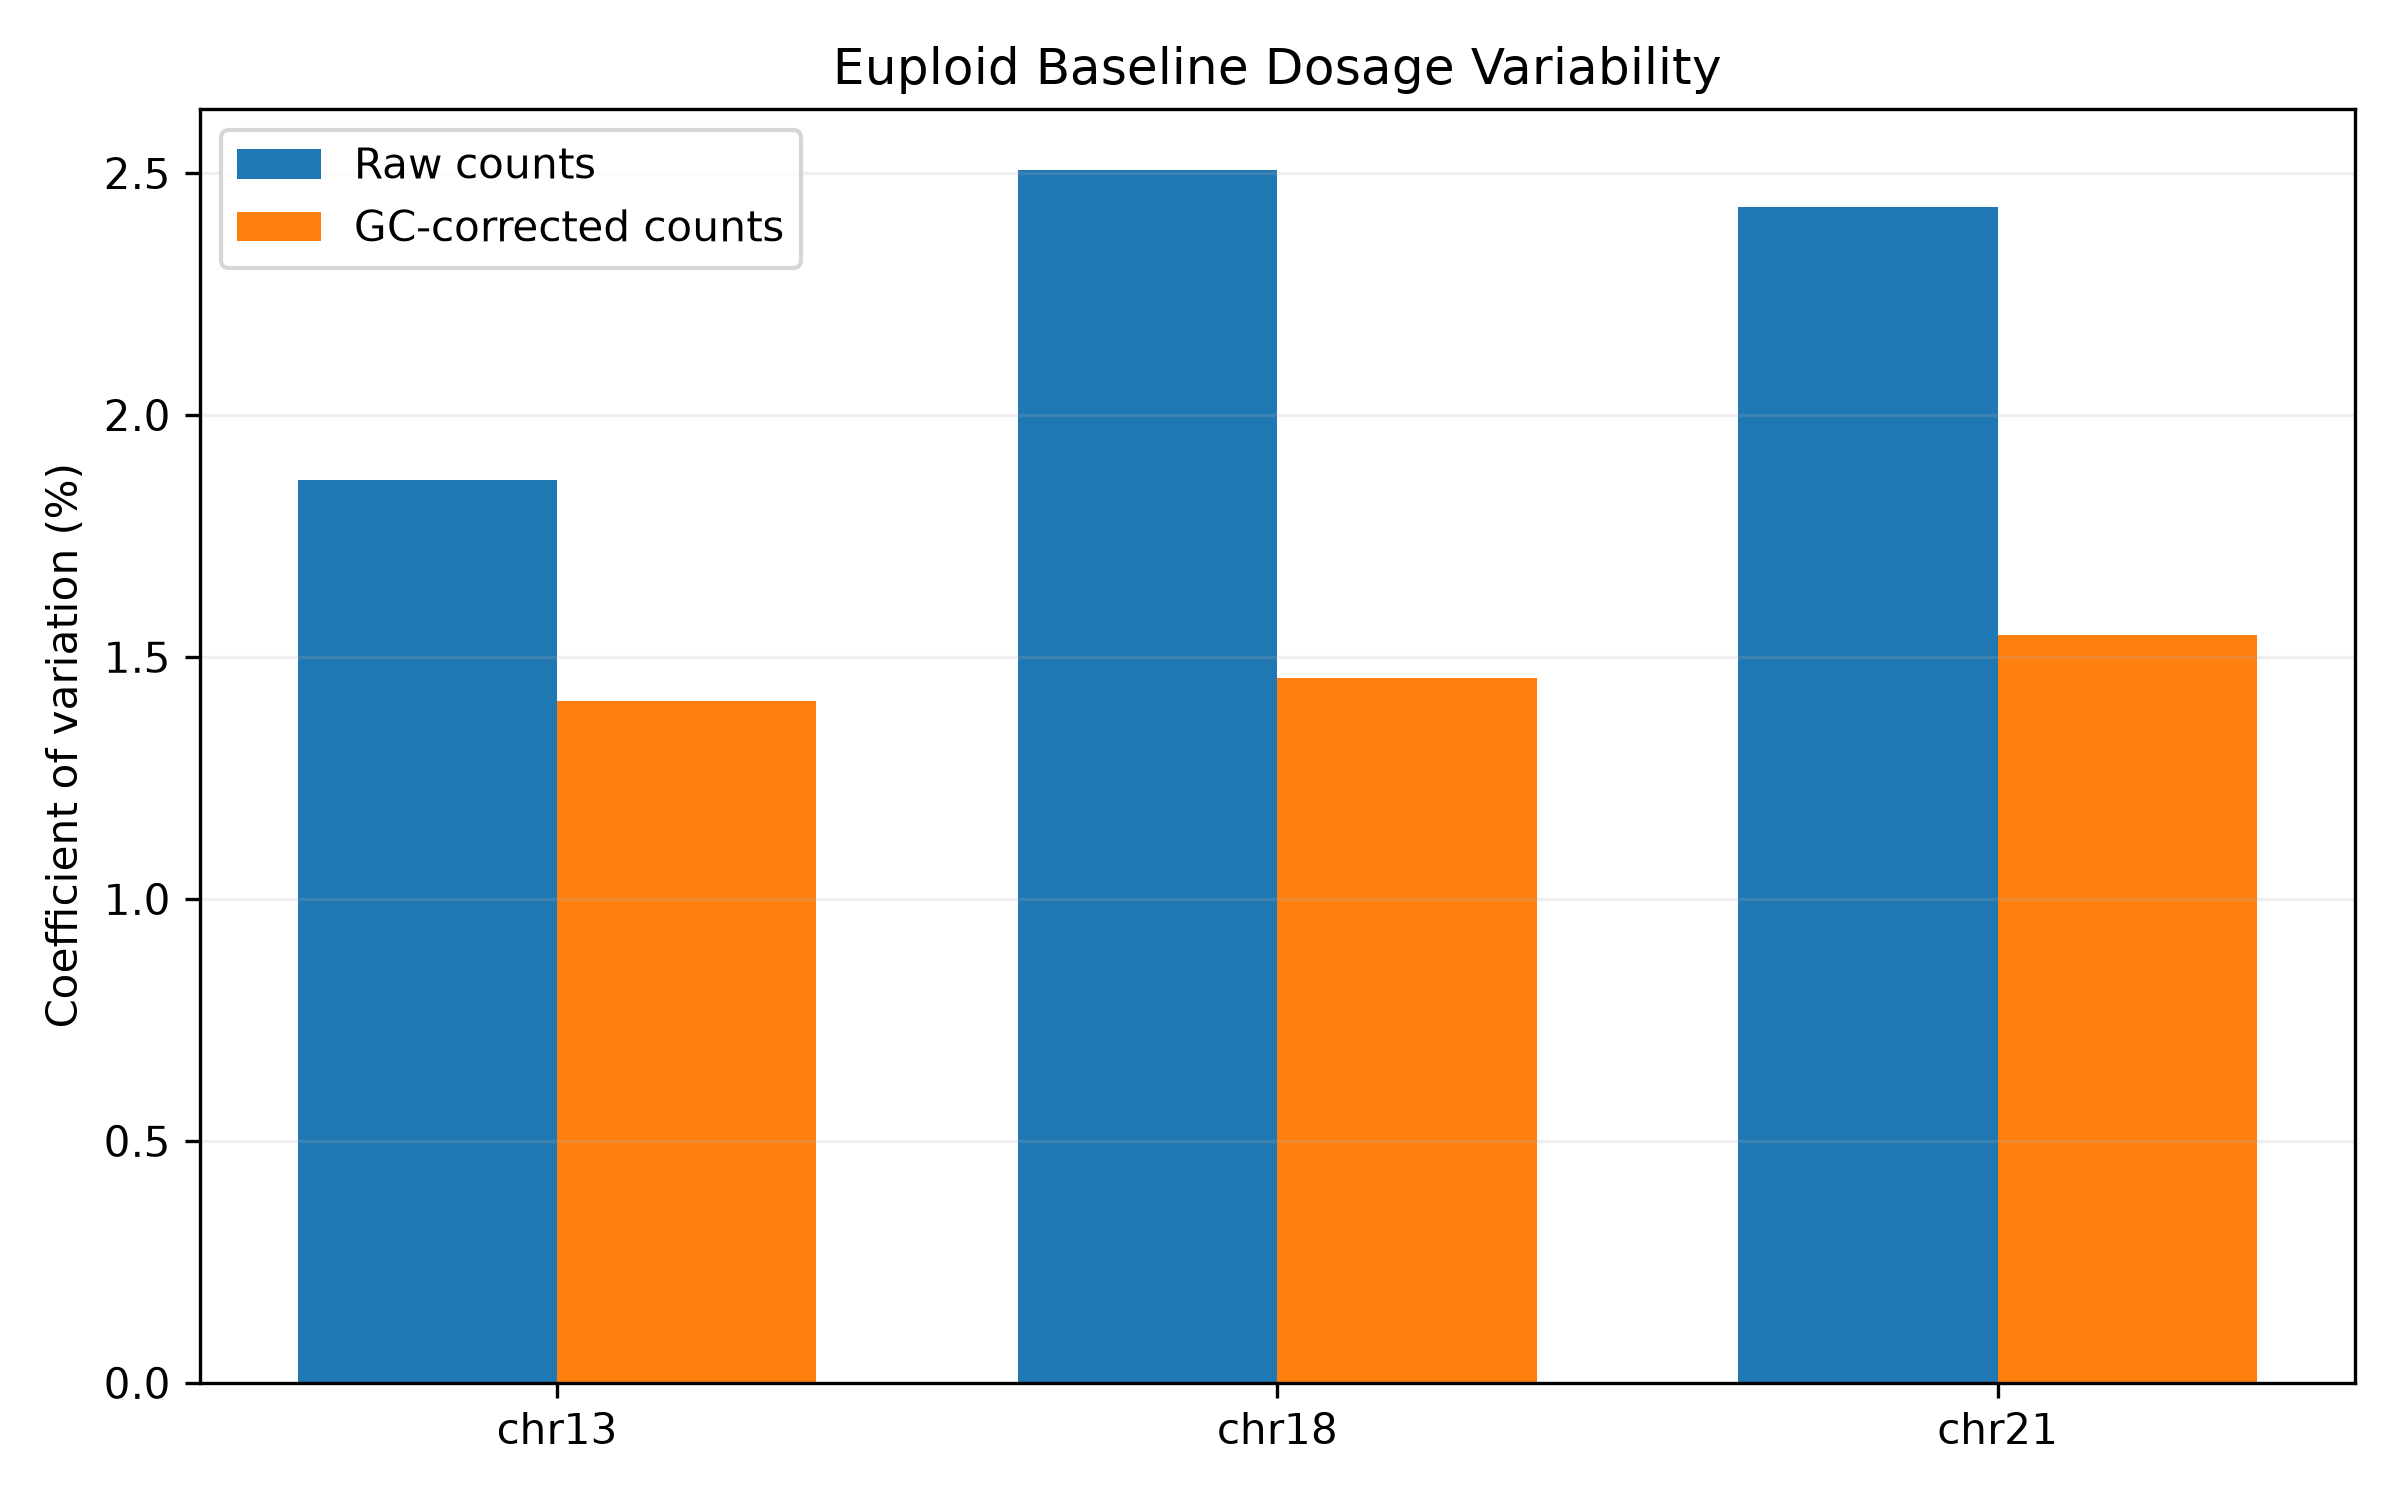 Euploid Baseline Dosage Variability
Raw counts
GC-corrected counts
Coefficient of variation (%)
2.5
2.0
1.5
1.0
0.5
0.0
chr13
chr18
chr21